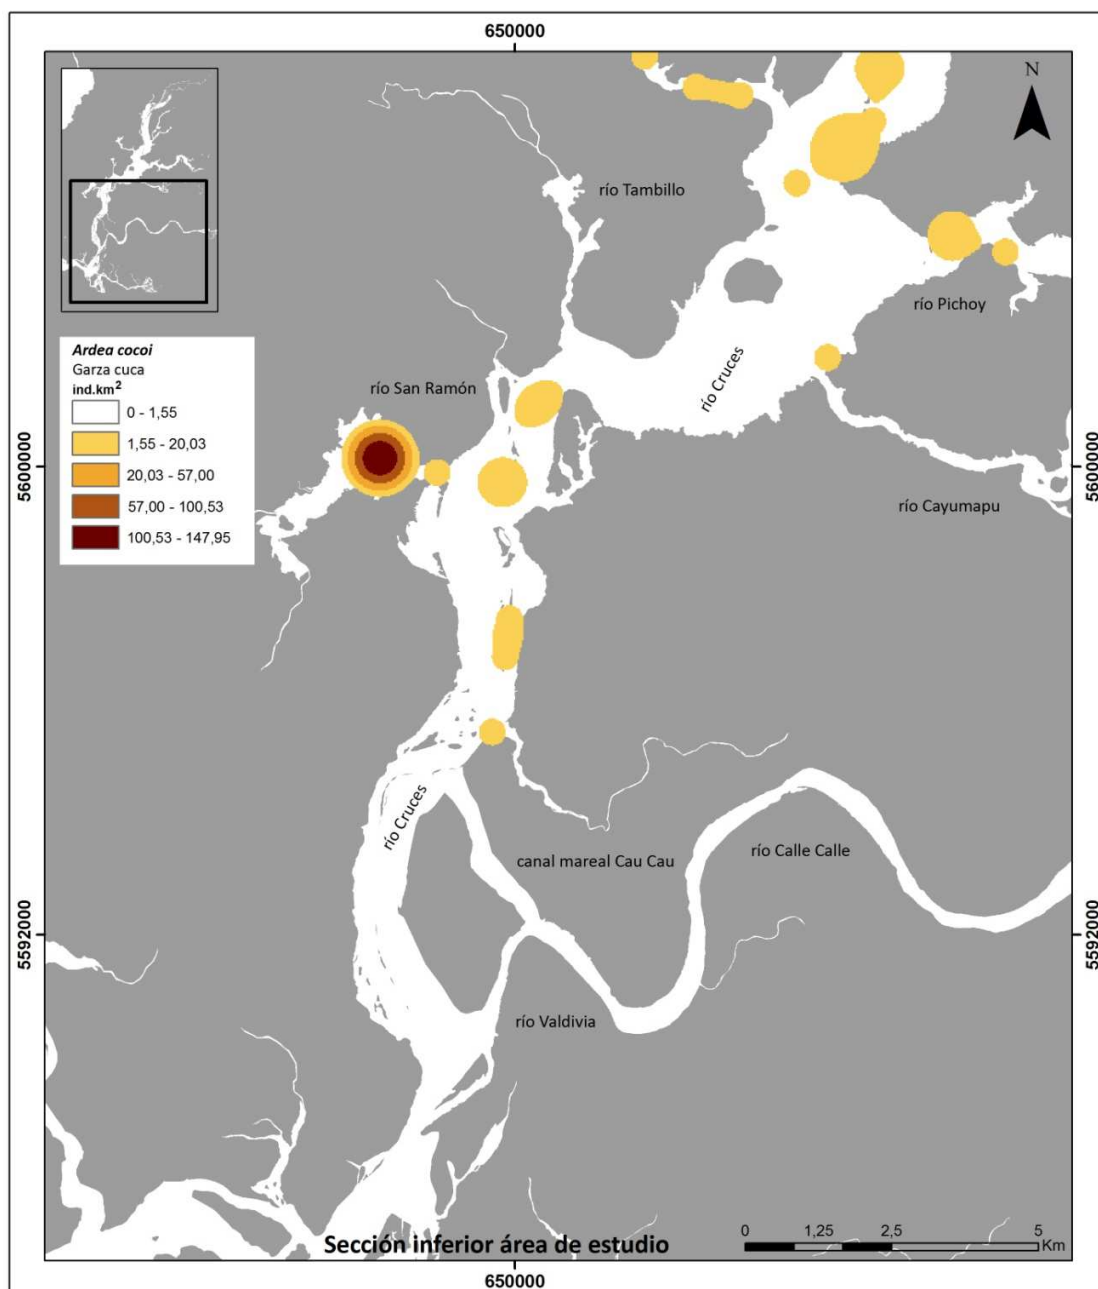 650000
N
río Tambillo
río Pichoy
Ardea cocoi
Garza cuca
ind.km²
0 - 1,55
1,55 - 20,03
20,03 - 57,00
57,00 - 100,53
100,53 - 147,95
río San Ramón
río Cruces
5600000
5600000
río Cayumapu
río Cruces
canal mareal Cau Cau
río Calle Calle
5592000
5592000
río Valdivia
Sección inferior área de estudio
0 1,25 2,5 5
Km
650000